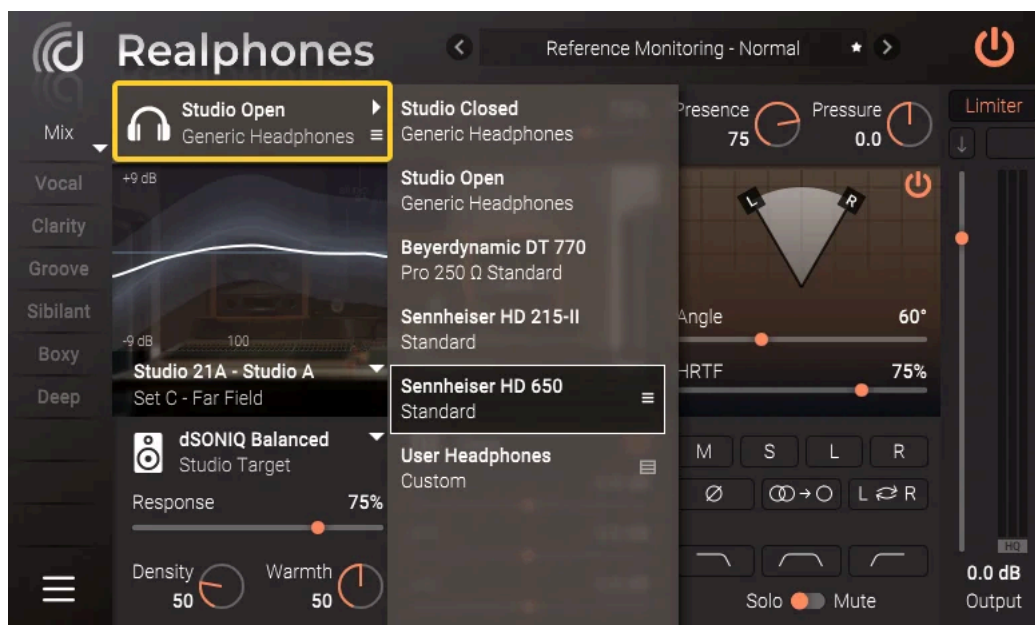 Realphones
Reference Monitoring - Normal
Mix
Vocal
Clarity
Groove
Sibilant
Boxy
Deep
Studio Open
Generic Headphones
+9 dB
-9 dB
100
Studio 21A - Studio A
Set C - Far Field
dSONIQ Balanced
Studio Target
Response 75%
Density
50
Warmth
50
Studio Closed
Generic Headphones
Studio Open
Generic Headphones
Beyerdynamic DT 770
Pro 250 Ω Standard
Sennheiser HD 215-II
Standard
Sennheiser HD 650
Standard
User Headphones
Custom
Presence
75
Pressure
0.0
L R
Angle 60°
HRTF 75%
M S L R
L R
Solo Mute
Limiter
HQ
0.0 dB
Output